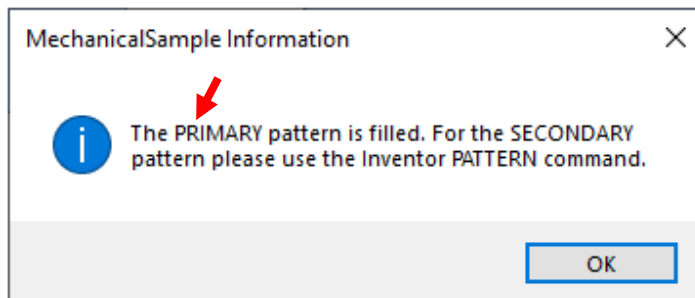 MechanicalSample Information
The PRIMARY pattern is filled. For the SECONDARY
pattern please use the Inventor PATTERN command.
OK